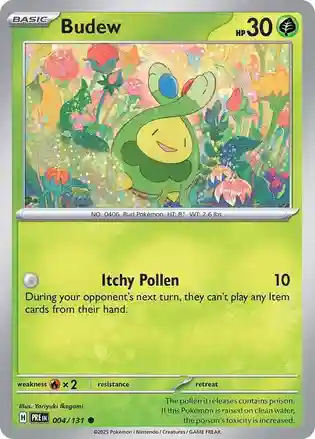 BASIC
Budew
HP 30
NO. 0406 Bud Pokémon HT: 8" WT: 2.6 lbs
Itchy Pollen 10
During your opponent's next turn, they can't play any Item
cards from their hand.
weakness × 2 resistance retreat
Illus. Yoriyuki Ikegami
H PRE EN 004/131
The pollen it releases contains poison.
If this Pokémon is raised on clean water,
the poison's toxicity is increased.
©2025 Pokémon / Nintendo / Creatures / GAME FREAK